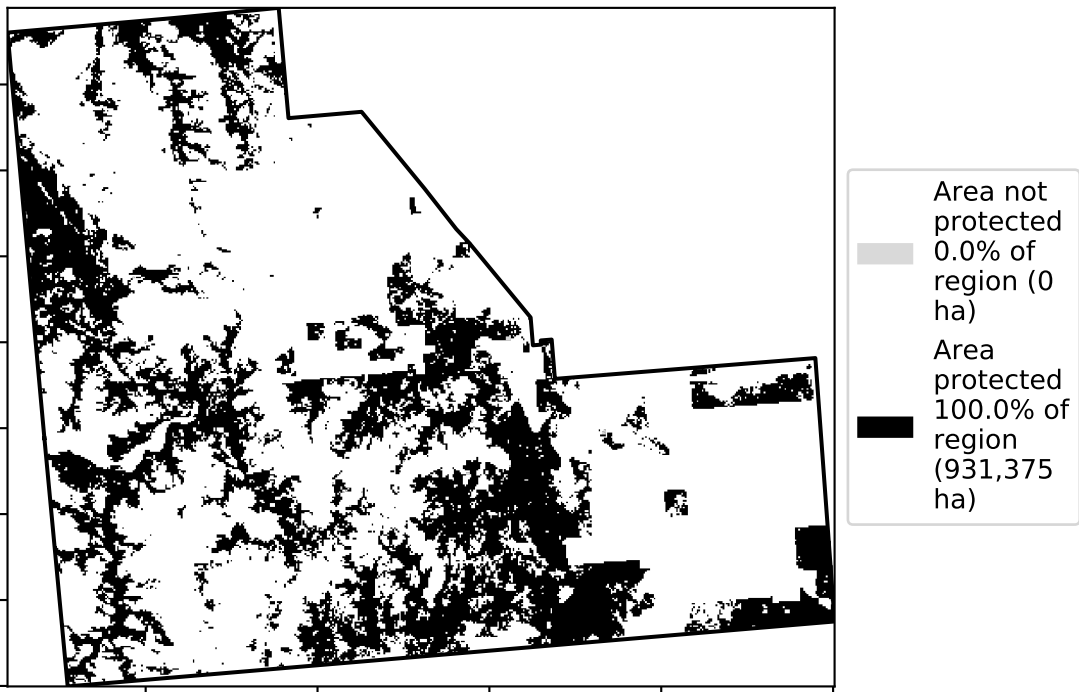 Area not
protected
0.0% of
region (0
ha)
Area
protected
100.0% of
region
(931,375
ha)